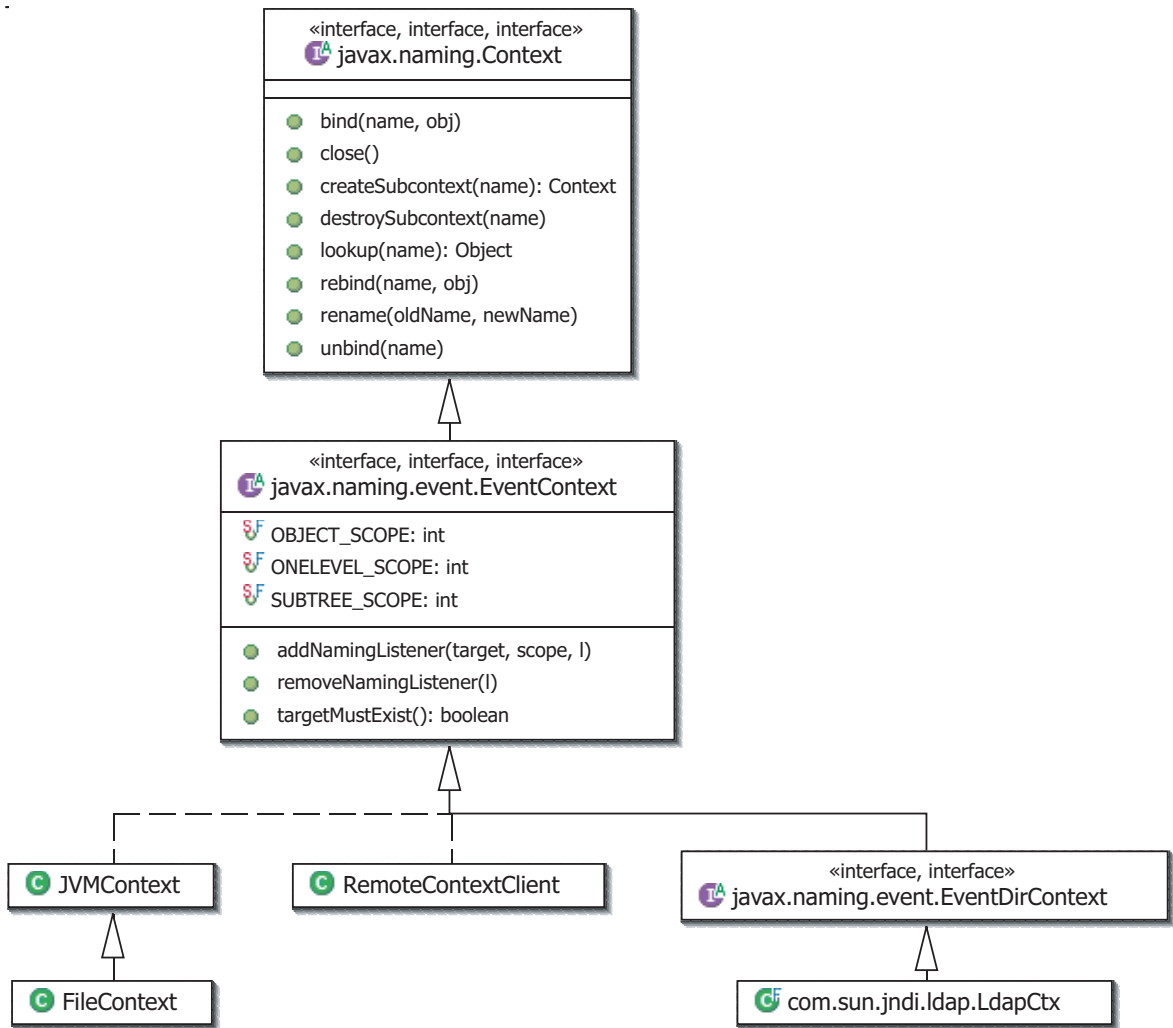 «interface, interface, interface»
javax.naming.Context
bind(name, obj)
close()
createSubcontext(name): Context
destroySubcontext(name)
lookup(name): Object
rebind(name, obj)
rename(oldName, newName)
unbind(name)
«interface, interface, interface»
javax.naming.event.EventContext
OBJECT_SCOPE: int
ONELEVEL_SCOPE: int
SUBTREE_SCOPE: int
addNamingListener(target, scope, l)
removeNamingListener(l)
targetMustExist(): boolean
JVMContext
RemoteContextClient
«interface, interface»
javax.naming.event.EventDirContext
FileContext
com.sun.jndi.ldap.LdapCtx